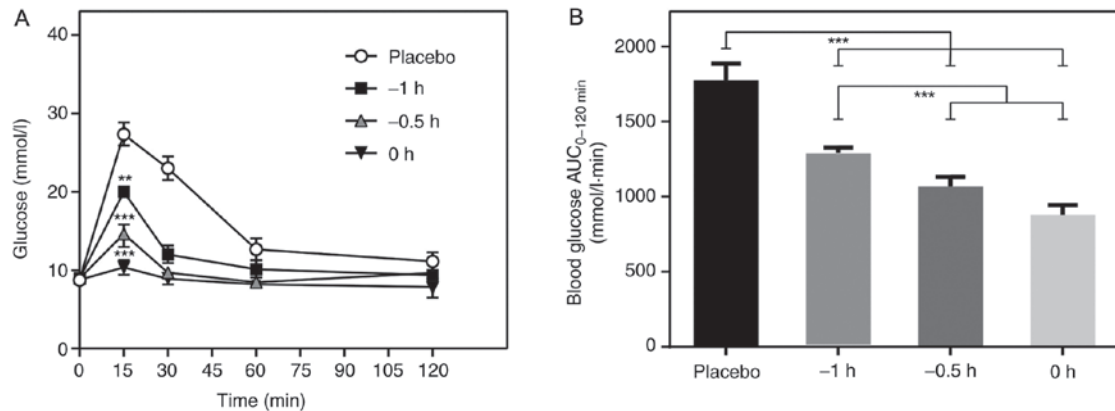 A
40
30
20
10
0
Glucose (mmol/l)
Placebo
−1 h
−0.5 h
0 h
**
***
***
0 15 30 45 60 75 90 105 120
Time (min)
B
2000
1500
1000
500
0
Blood glucose AUC0–120 min
(mmol/l·min)
***
***
Placebo −1 h −0.5 h 0 h